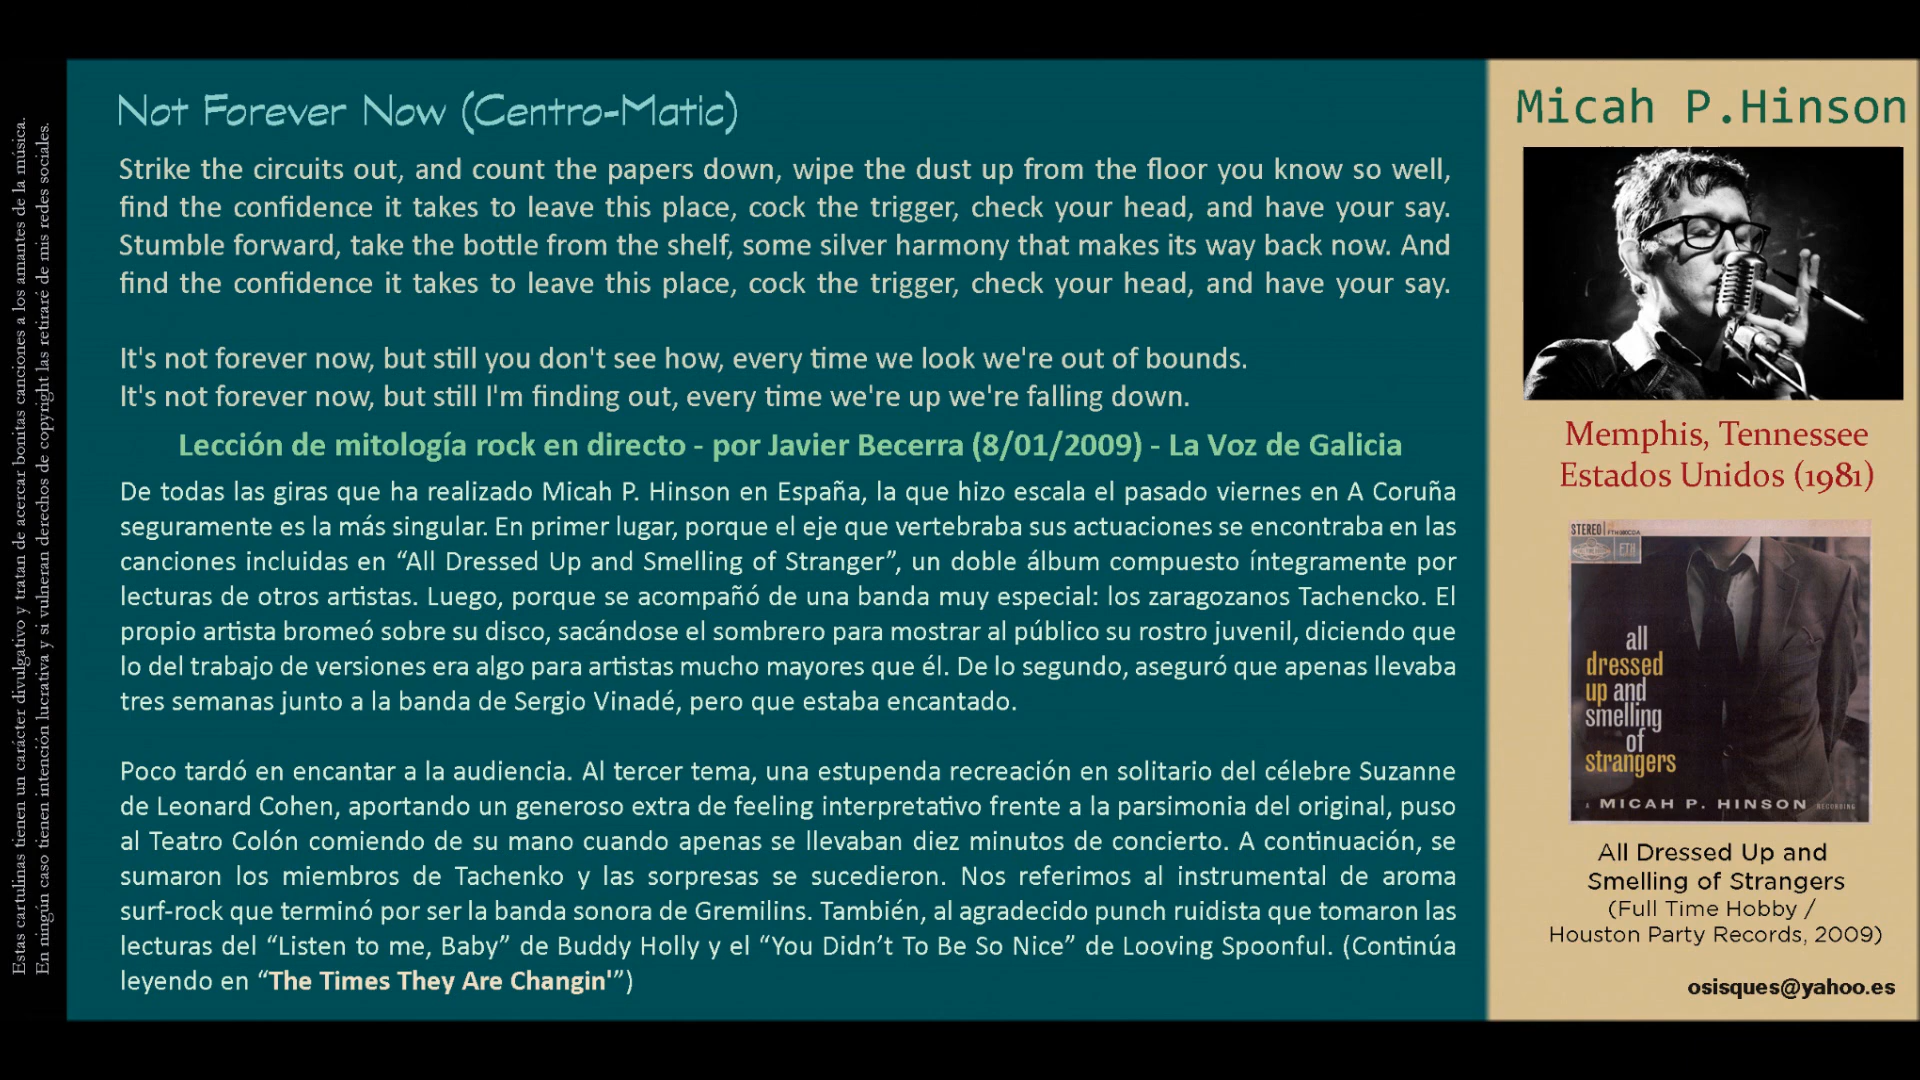 Estas cartulinas tienen un carácter divulgativo y tratan de acercar bonitas canciones a los amantes de la música.
En ningún caso tienen intención lucrativa y si vulneran derechos de copyright las retiraré de mis redes sociales.
Not Forever Now (Centro-Matic)
Strike the circuits out, and count the papers down, wipe the dust up from the floor you know so well,
find the confidence it takes to leave this place, cock the trigger, check your head, and have your say.
Stumble forward, take the bottle from the shelf, some silver harmony that makes its way back now. And
find the confidence it takes to leave this place, cock the trigger, check your head, and have your say.
It's not forever now, but still you don't see how, every time we look we're out of bounds.
It's not forever now, but still I'm finding out, every time we're up we're falling down.
Lección de mitología rock en directo - por Javier Becerra (8/01/2009) - La Voz de Galicia
De todas las giras que ha realizado Micah P. Hinson en España, la que hizo escala el pasado viernes en A Coruña
seguramente es la más singular. En primer lugar, porque el eje que vertebraba sus actuaciones se encontraba en las
canciones incluidas en “All Dressed Up and Smelling of Stranger”, un doble álbum compuesto íntegramente por
lecturas de otros artistas. Luego, porque se acompañó de una banda muy especial: los zaragozanos Tachencko. El
propio artista bromeó sobre su disco, sacándose el sombrero para mostrar al público su rostro juvenil, diciendo que
lo del trabajo de versiones era algo para artistas mucho mayores que él. De lo segundo, aseguró que apenas llevaba
tres semanas junto a la banda de Sergio Vinadé, pero que estaba encantado.
Poco tardó en encantar a la audiencia. Al tercer tema, una estupenda recreación en solitario del célebre Suzanne
de Leonard Cohen, aportando un generoso extra de feeling interpretativo frente a la parsimonia del original, puso
al Teatro Colón comiendo de su mano cuando apenas se llevaban diez minutos de concierto. A continuación, se
sumaron los miembros de Tachenko y las sorpresas se sucedieron. Nos referimos al instrumental de aroma
surf-rock que terminó por ser la banda sonora de Gremilins. También, al agradecido punch ruidista que tomaron las
lecturas del “Listen to me, Baby” de Buddy Holly y el “You Didn’t To Be So Nice” de Looving Spoonful. (Continúa
leyendo en “The Times They Are Changin'”)
Micah P.Hinson
Memphis, Tennessee
Estados Unidos (1981)
STEREO
ETH
all
dressed
up and
smelling
of
strangers
A MICAH P. HINSON RECORDING
All Dressed Up and
Smelling of Strangers
(Full Time Hobby /
Houston Party Records, 2009)
osisques@yahoo.es